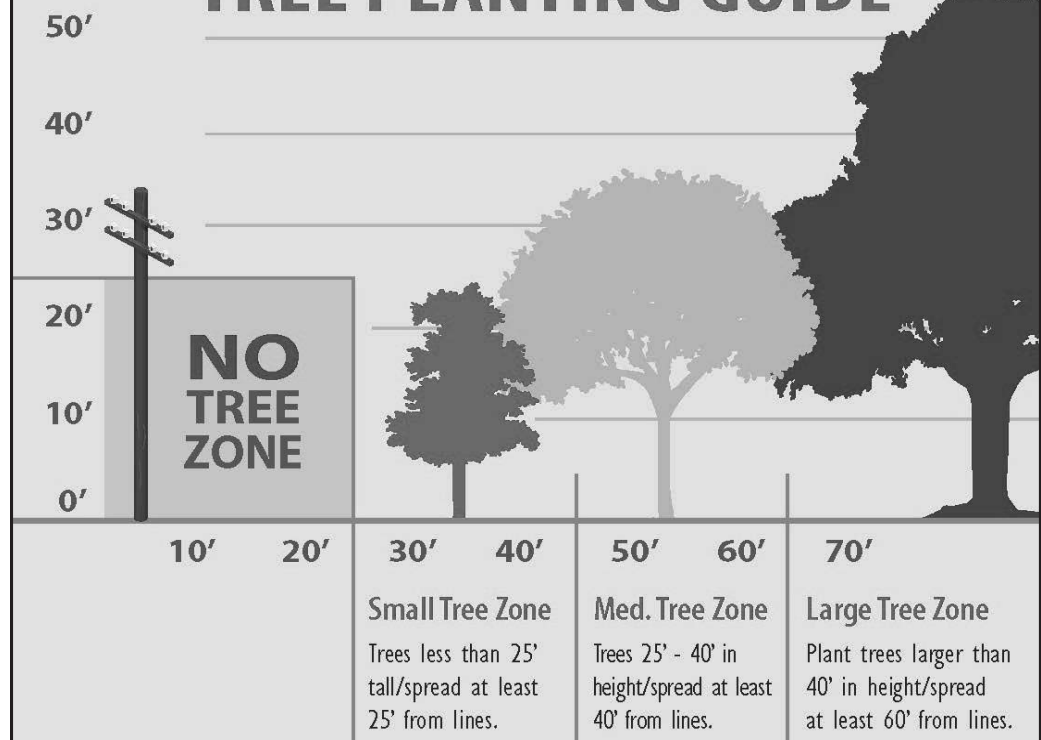 TREE PLANTING GUIDE
50'
40'
30'
20'
10'
0'
NO
TREE
ZONE
10' 20' 30' 40' 50' 60' 70'
Small Tree Zone
Trees less than 25'
tall/spread at least
25' from lines.
Med. Tree Zone
Trees 25' - 40' in
height/spread at least
40' from lines.
Large Tree Zone
Plant trees larger than
40' in height/spread
at least 60' from lines.